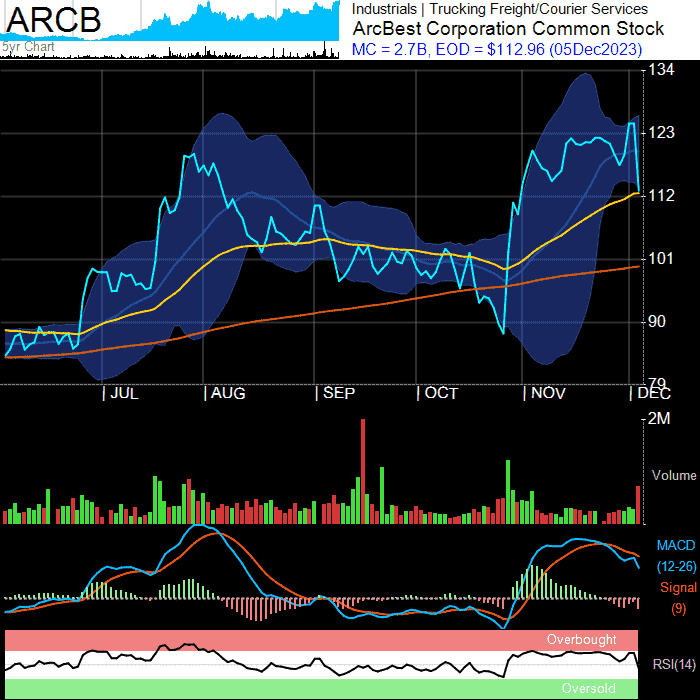 ARCB
5yr Chart
Industrials | Trucking Freight/Courier Services
ArcBest Corporation Common Stock
MC = 2.7B, EOD = $112.96 (05Dec2023)
134
123
112
101
90
79
JUL
AUG
SEP
OCT
NOV
DEC
2M
Volume
MACD
(12-26)
Signal
(9)
Overbought
RSI(14)
Oversold